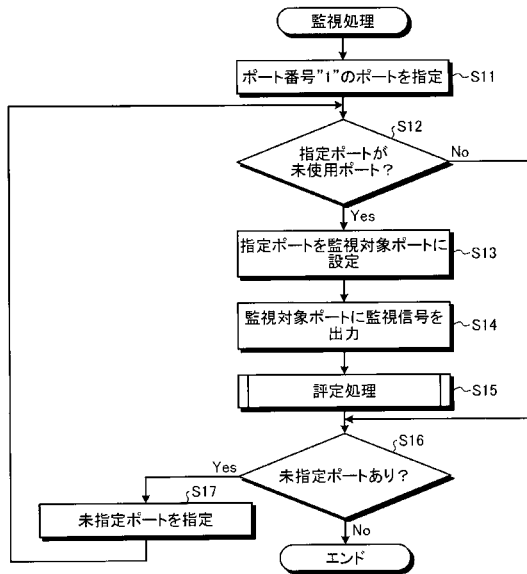 監視処理
ポート番号"1"のポートを指定
S11
S12
指定ポートが
未使用ポート？
No
Yes
指定ポートを監視対象ポートに
設定
S13
監視対象ポートに監視信号を
出力
S14
評定処理
S15
S16
未指定ポートあり？
Yes
S17
未指定ポートを指定
No
エンド